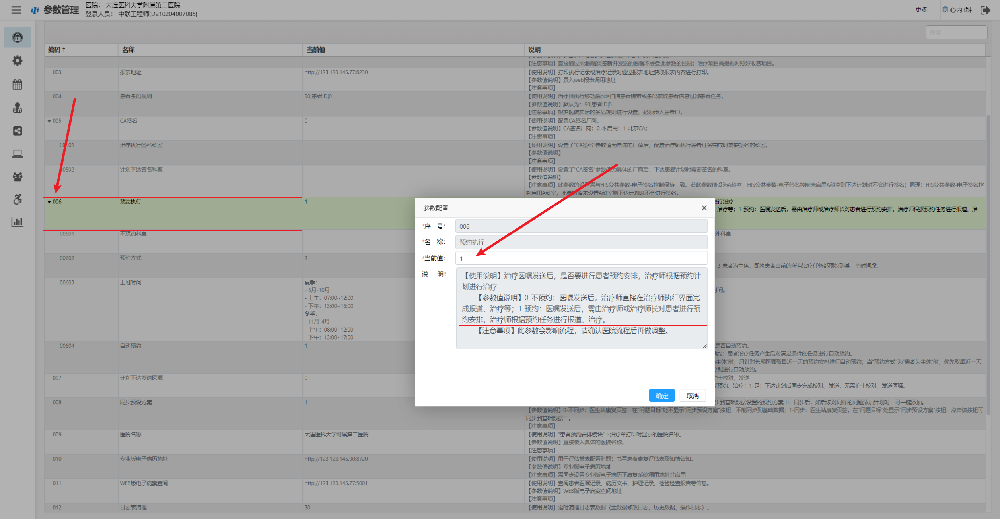 参数管理
医院： 大连医科大学附属第二医院
登录人员： 中联工程师(D210204007085)
更多
心内3科
搜索
编码↑ 名称 当前值 说明
【注意事项】直接通过his医嘱页签新开发送的医嘱不会受此参数的控制；治疗项目需提前对照好收费项目。
003 报表地址 http://123.123.145.77:8230 【使用说明】打印执行记录或治疗记录时通过报表地址获取报表内容进行打印。
【参数值说明】录入web报表调用地址
【注意事项】
004 患者条码规则 90|患者ID|0 【使用说明】治疗师执行移动端pda扫描患者腕带或条码获取患者信息过滤患者任务。
【参数值说明】默认为：90|患者ID|0
【注意事项】根据医院实际的条码规则进行设置，必须传入患者ID。
▼ 005 CA签名 0 【使用说明】配置CA签名厂商。
【参数值说明】CA签名厂商：0-不启用；1-北京CA；
【注意事项】
00501 治疗执行签名科室 【使用说明】设置了“CA签名”参数值为具体的厂商后，配置治疗师执行患者任务完成时需要签名的科室。
【参数值说明】
【注意事项】
00502 计划下达签名科室 【使用说明】设置了“CA签名”参数值为具体的厂商后，下达康复计划时需要签名的科室。
【参数值说明】
【注意事项】此参数的设置需与HIS公共参数-电子签名控制保持一致。若此参数值设为A科室，HIS公共参数-电子签名控制未启用A科室则下达计划时不会进行签名；同理：HIS公共参数-电子签名控
制启用A科室，此参数值未设置A科室则下达计划时不会进行签名。
▼ 006 预约执行 1 进行治疗
治疗等；1-预约：医嘱发送后，需由治疗师或治疗师长对患者进行预约安排，治疗师根据预约任务进行报道、治
00601 不预约科室 外科室
00602 预约方式 2 2-患者为主体，即将患者当前的所有治疗任务都预约到某一个时间段。
00603 上班时间 夏季：
- 5月-10月 时间。
- 上午：07:00~12:00
- 下午：13:00~16:00
冬季：
- 11月-4月
- 上午：08:00~12:00
- 下午：13:00~17:00
00604 自动预约 1 是否自动预约。
约：患者治疗任务产生后对满足条件的任务进行自动预约。
主体”时，只针对长期医嘱取最近一天的预约安排进行自动预约；当“预约方式”为“患者为主体”时，优先取最近一天
分配进行自动预约。
007 计划下达发送医嘱 0 士校对、发送
预约、治疗；1-是：下达计划后同步完成校对、发送，无需护士校对、发送医嘱。
008 同步预设方案 1 步到基础数据设置的预约方案中，同步后，如后续对同样的问题添加计划时，可一键添加。
【参数值说明】0-不同步：医生站康复页签，在“问题目标”处不显示“同步预设方案”按钮，不能同步到基础数据；1-同步：医生站康复页签，在“问题目标”处显示“同步预设方案”按钮，点击该按钮可
同步到基础数据中。
【注意事项】
009 医院名称 大连医科大学附属第二医院 【使用说明】“患者预约安排模块”下治疗单打印时显示的医院名称。
【参数值说明】直接录入具体的医院名称。
【注意事项】
010 专业版电子病历地址 http://123.123.145.90:8720 【使用说明】用于评估量表配置对照；书写患者康复评估表及知情告知。
【参数值说明】专业版电子病历地址
【注意事项】需同步设置专业版电子病历下康复系统调用地址并启用
011 WEB版电子病案查阅 http://123.123.145.77:5001 【使用说明】查阅患者医嘱记录、病历文书、护理记录、检验检查报告等信息。
【参数值说明】WEB版电子病案查阅地址
【注意事项】
012 日志表清理 30 【使用说明】定时清理日志表数据（主数据修改日志、历史数据、操作日志）。
参数配置 ×
*序 号： 006
*名 称： 预约执行
*当前值： 1
说 明： 【使用说明】治疗医嘱发送后，是否要进行患者预约安排，治疗师根据预约计
划进行治疗
【参数值说明】0-不预约：医嘱发送后，治疗师直接在治疗师执行界面完
成报道、治疗等；1-预约：医嘱发送后，需由治疗师或治疗师长对患者进行预
约安排，治疗师根据预约任务进行报道、治疗。
【注意事项】此参数会影响流程，请确认医院流程后再做调整。
确定 取消